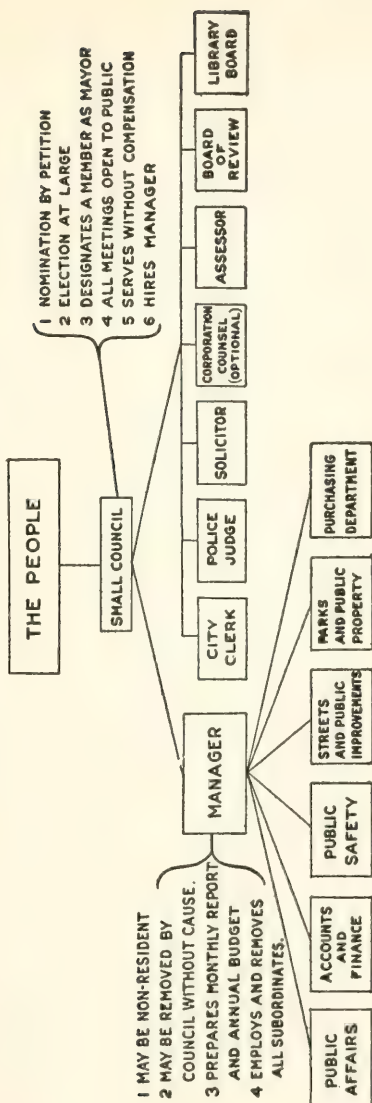 THE PEOPLE
SMALL COUNCIL
1 NOMINATION BY PETITION
2 ELECTION AT LARGE
3 DESIGNATES A MEMBER AS MAYOR
4 ALL MEETINGS OPEN TO PUBLIC
5 SERVES WITHOUT COMPENSATION
6 HIRES MANAGER
1 MAY BE NON-RESIDENT
2 MAY BE REMOVED BY
COUNCIL WITHOUT CAUSE.
3 PREPARES MONTHLY REPORT
AND ANNUAL BUDGET
4 EMPLOYS AND REMOVES
ALL SUBORDINATES.
MANAGER
CITY
CLERK
POLICE
JUDGE
SOLICITOR
CORPORATION
COUNSEL
(OPTIONAL)
ASSESSOR
BOARD
OF
REVIEW
LIBRARY
BOARD
PUBLIC
AFFAIRS
ACCOUNTS
AND
FINANCE
PUBLIC
SAFETY
STREETS
AND PUBLIC
IMPROVEMENTS
PARKS
AND PUBLIC
PROPERTY
PURCHASING
DEPARTMENT